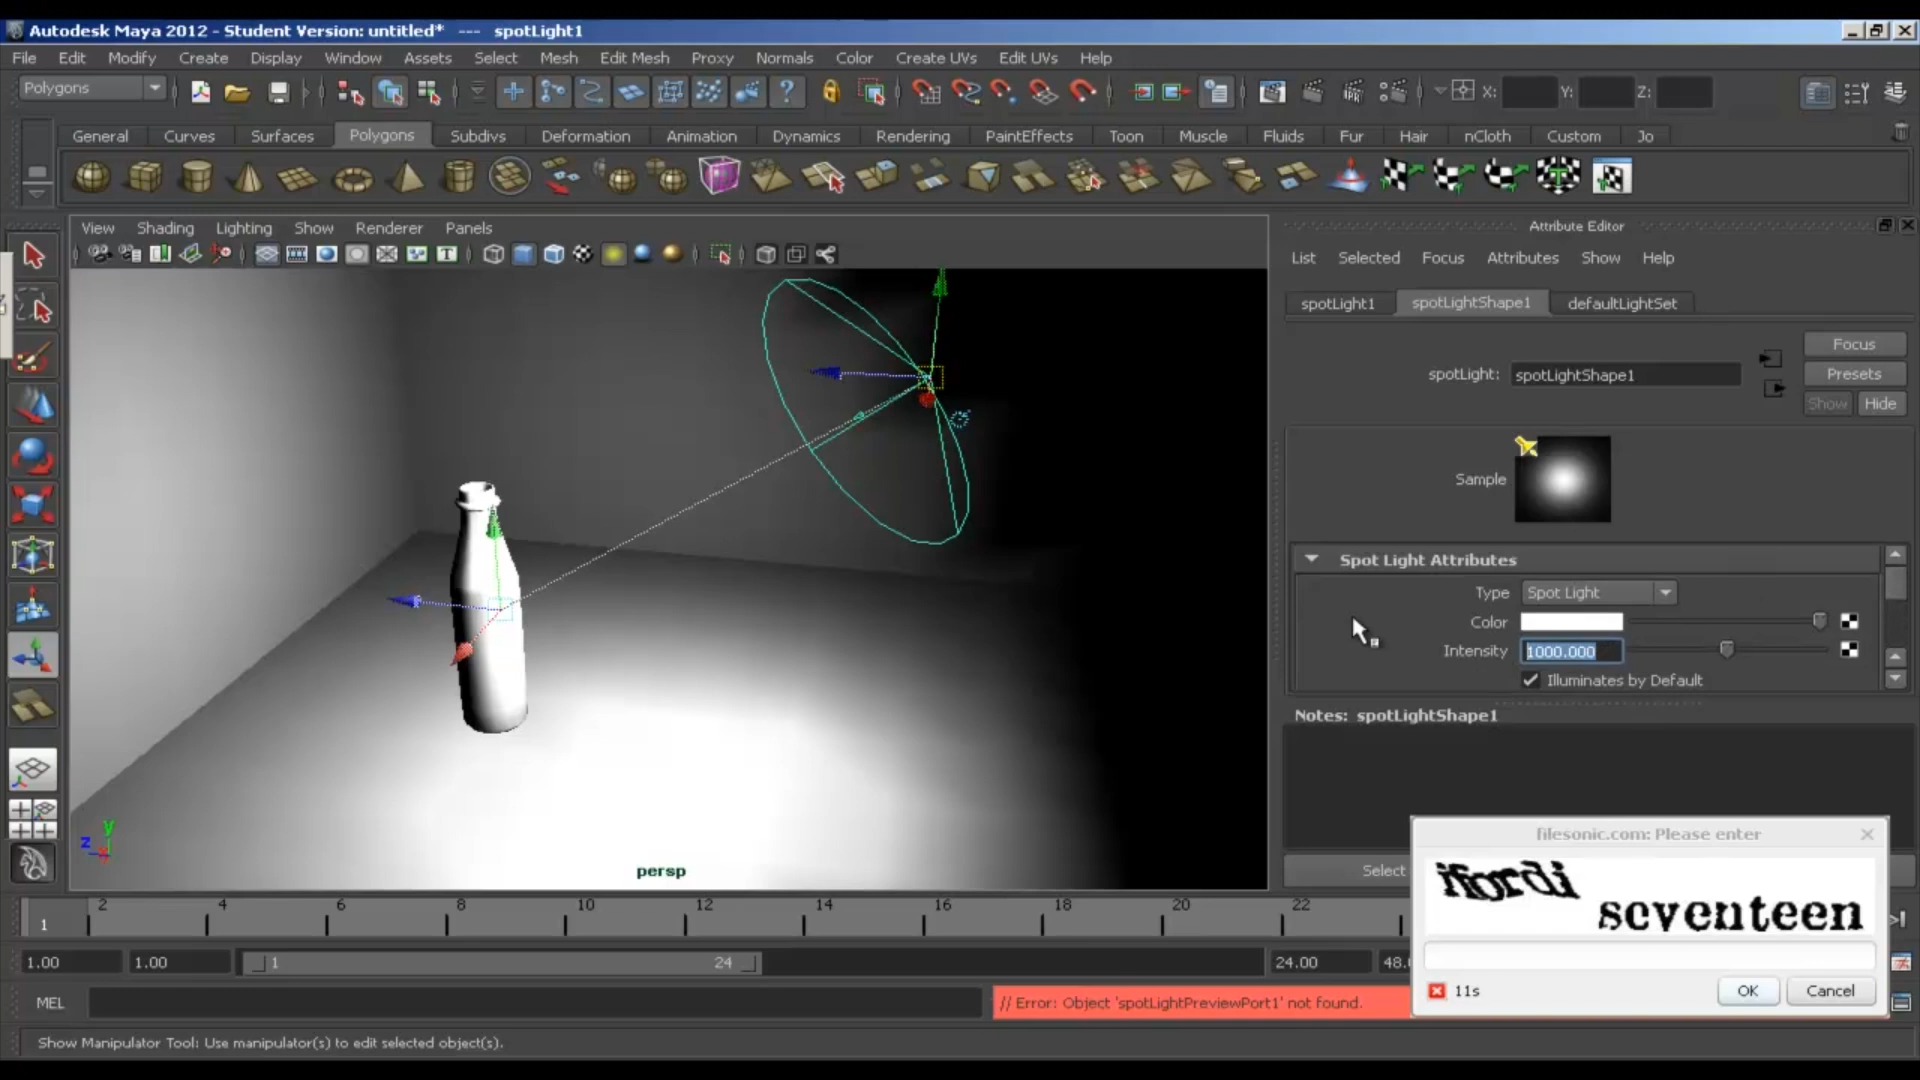 Autodesk Maya 2012 - Student Version: untitled* --- spotLight1
File Edit Modify Create Display Window Assets Select Mesh Edit Mesh Proxy Normals Color Create UVs Edit UVs Help
Polygons X: Y: Z:
General Curves Surfaces Polygons Subdivs Deformation Animation Dynamics Rendering PaintEffects Toon Muscle Fluids Fur Hair nCloth Custom Jo
View Shading Lighting Show Renderer Panels
Attribute Editor
List Selected Focus Attributes Show Help
spotLight1 spotLightShape1 defaultLightSet
Focus
spotLight: spotLightShape1 Presets
Show Hide
Sample
Spot Light Attributes
Type Spot Light
Color
Intensity 1000.000
Illuminates by Default
Notes: spotLightShape1
z x y
persp
Select
filesonic.com: Please enter
seventeen
11s OK Cancel
1 2 4 6 8 10 12 14 16 18 20 22
1.00 1.00 1 24 24.00 48.
MEL // Error: Object 'spotLightPreviewPort1' not found.
Show Manipulator Tool: Use manipulator(s) to edit selected object(s).